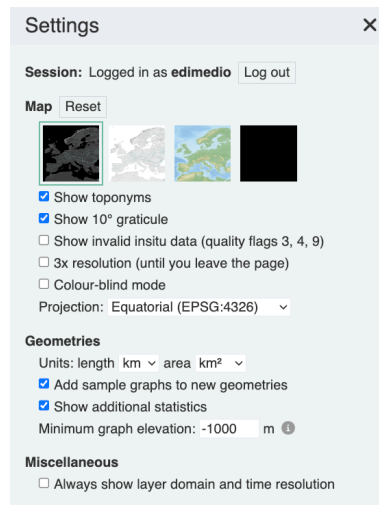 Settings
Session: Logged in as edimedio Log out
Map Reset
Show toponyms
Show 10° graticule
Show invalid insitu data (quality flags 3, 4, 9)
3x resolution (until you leave the page)
Colour-blind mode
Projection: Equatorial (EPSG:4326)
Geometries
Units: length km area km²
Add sample graphs to new geometries
Show additional statistics
Minimum graph elevation: -1000 m
Miscellaneous
Always show layer domain and time resolution